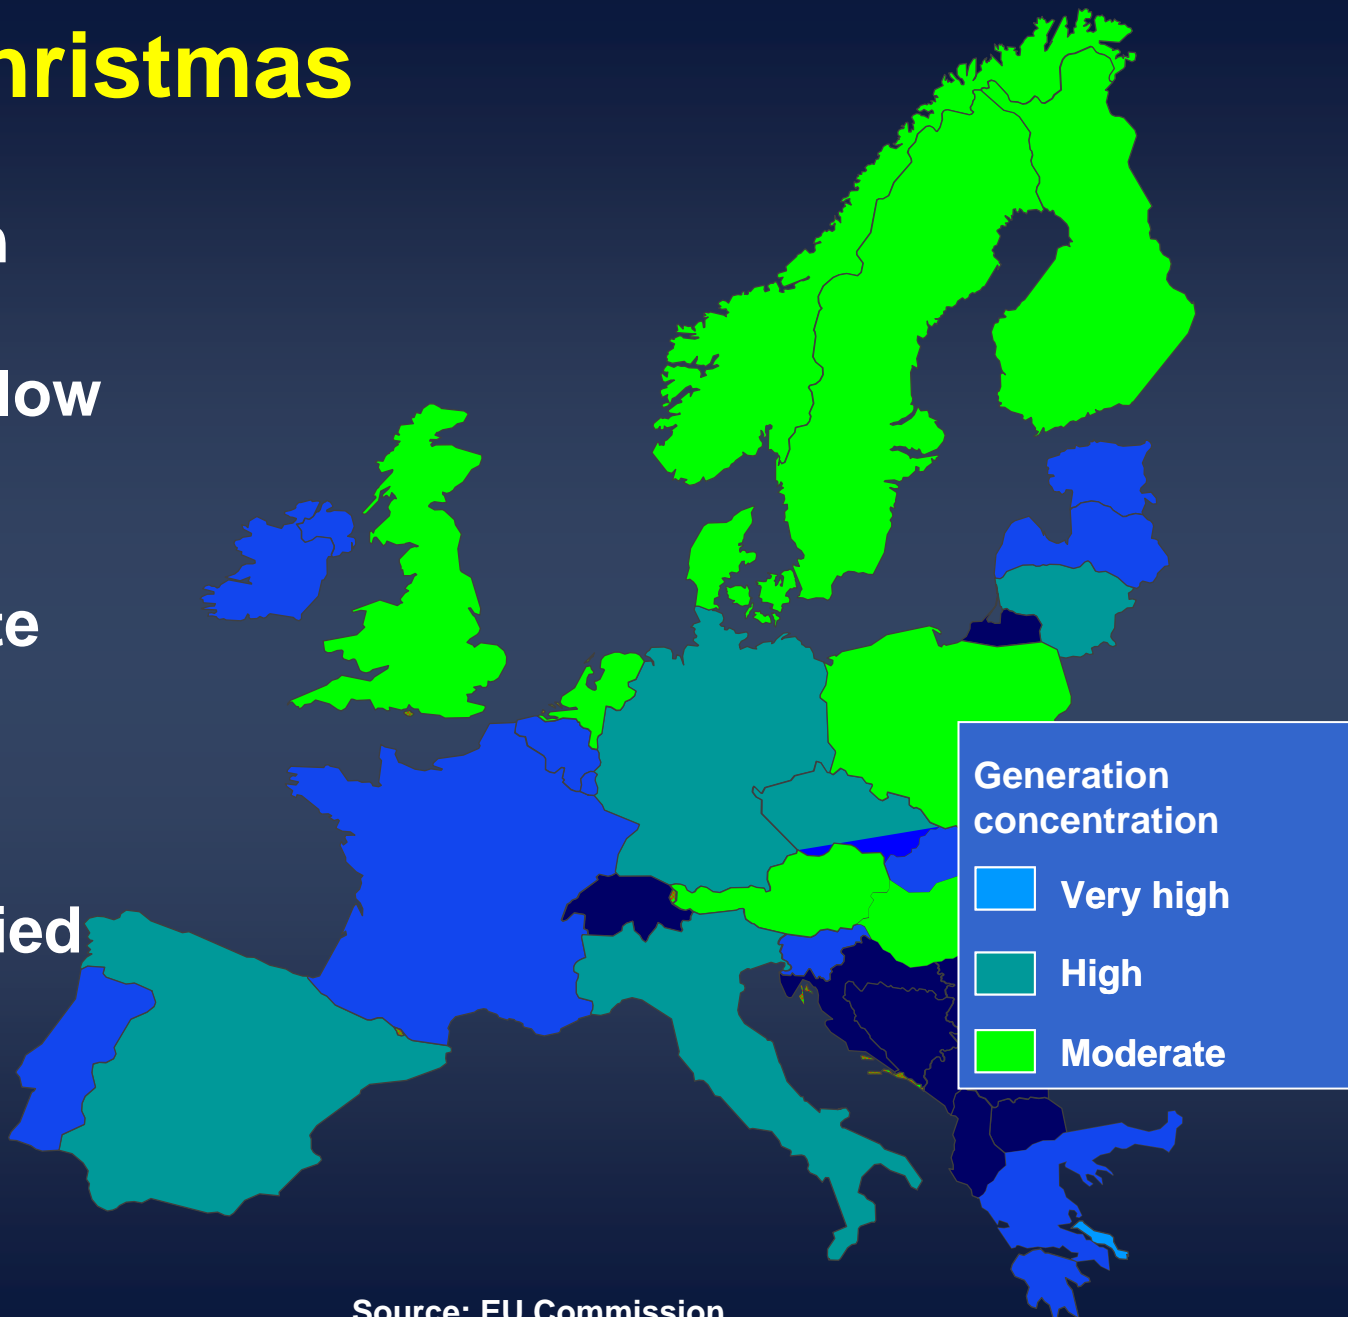 hristmas
n
low
te
ied
Generation
concentration
Very high
High
Moderate
Source: EU Commission